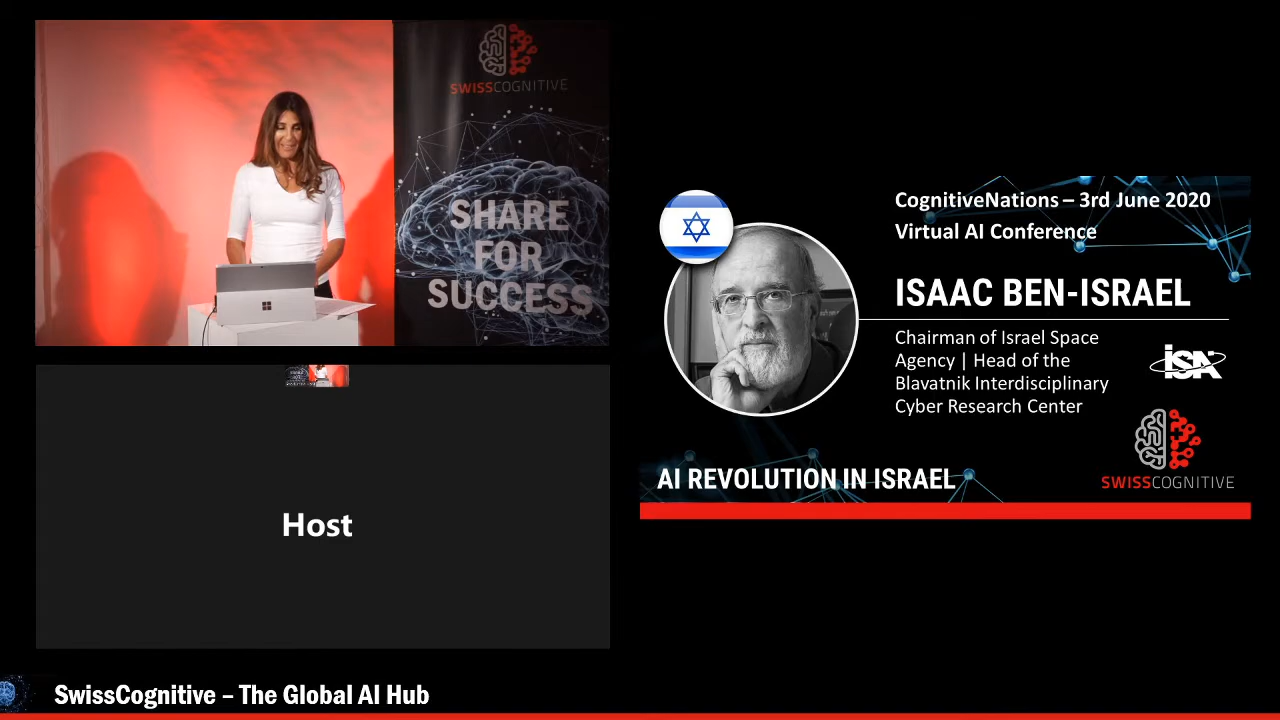 SWISSCOGNITIVE
SHARE
FOR
SUCCESS
Host
CognitiveNations – 3rd June 2020
Virtual AI Conference
ISAAC BEN-ISRAEL
Chairman of Israel Space
Agency | Head of the
Blavatnik Interdisciplinary
Cyber Research Center
ISA
AI REVOLUTION IN ISRAEL
SWISSCOGNITIVE
SwissCognitive – The Global AI Hub